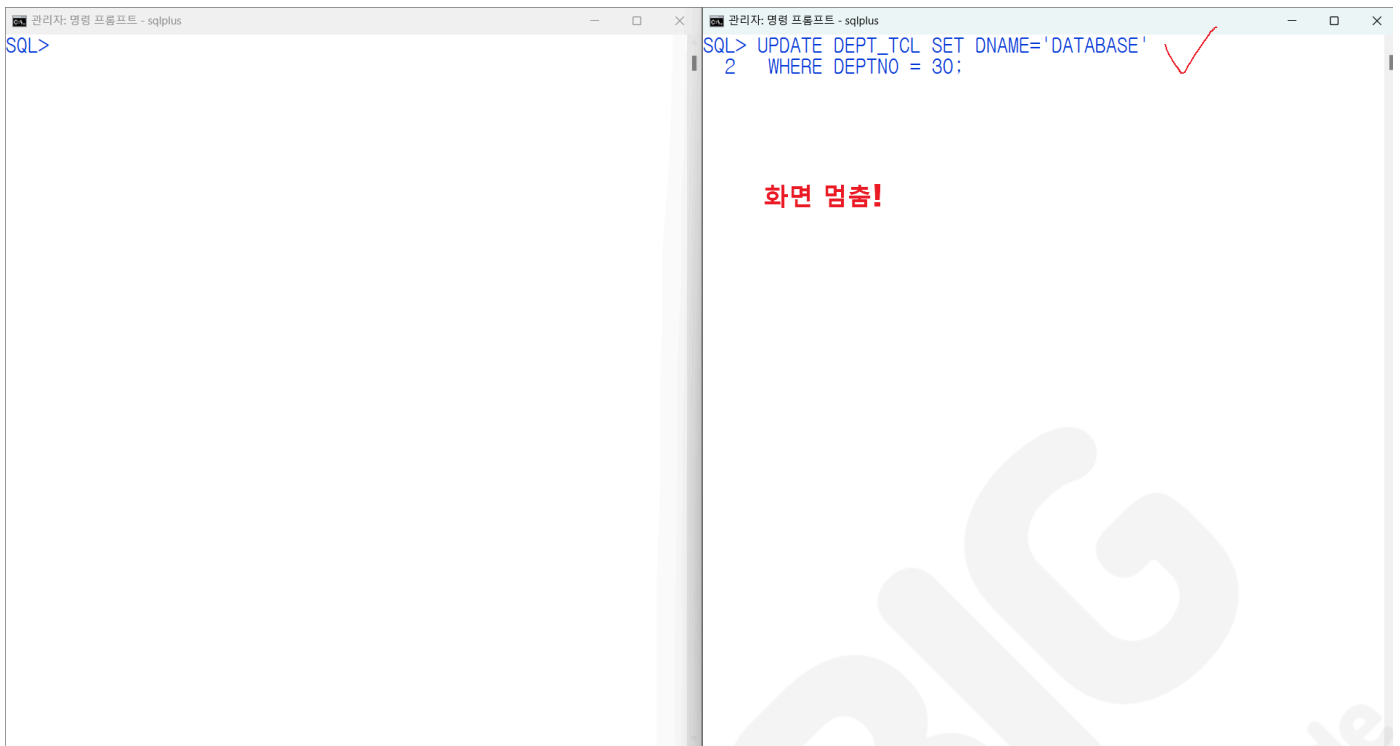 관리자: 명령 프롬프트 - sqlplus
SQL>
관리자: 명령 프롬프트 - sqlplus
SQL> UPDATE DEPT_TCL SET DNAME='DATABASE'
2 WHERE DEPTNO = 30;
화면 멈춤!
BIG